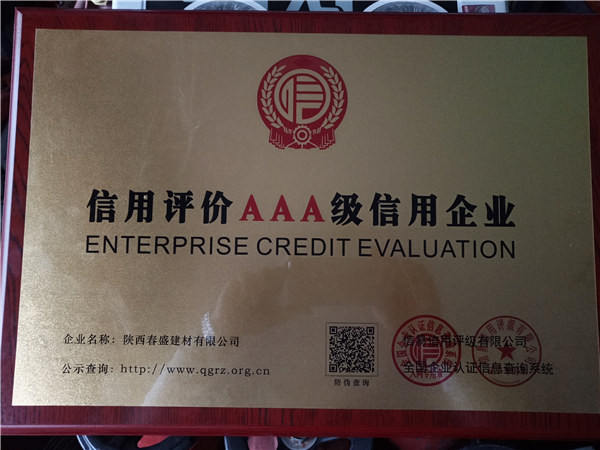 信
信用评价AAA级信用企业
ENTERPRISE CREDIT EVALUATION
企业名称：陕西春盛建材有限公司
公示查询：http://www.qgrz.org.cn
防伪查询
信用评级有限公司
全国企业认证信息查询系统